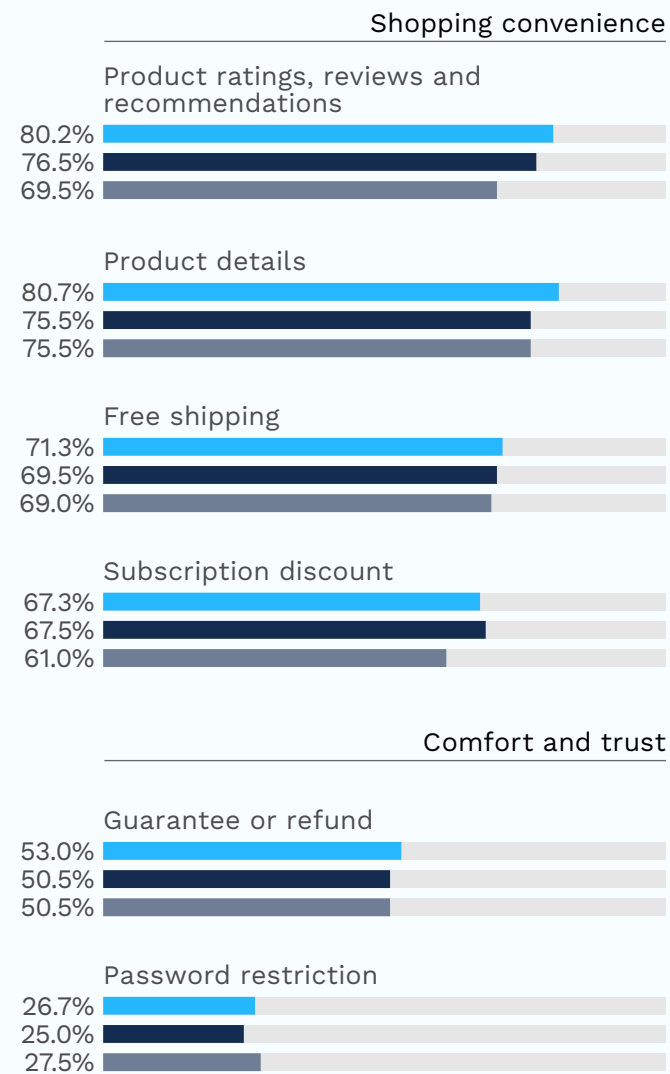 Shopping convenience
Product ratings, reviews and
recommendations
80.2%
76.5%
69.5%
Product details
80.7%
75.5%
75.5%
Free shipping
71.3%
69.5%
69.0%
Subscription discount
67.3%
67.5%
61.0%
Comfort and trust
Guarantee or refund
53.0%
50.5%
50.5%
Password restriction
26.7%
25.0%
27.5%